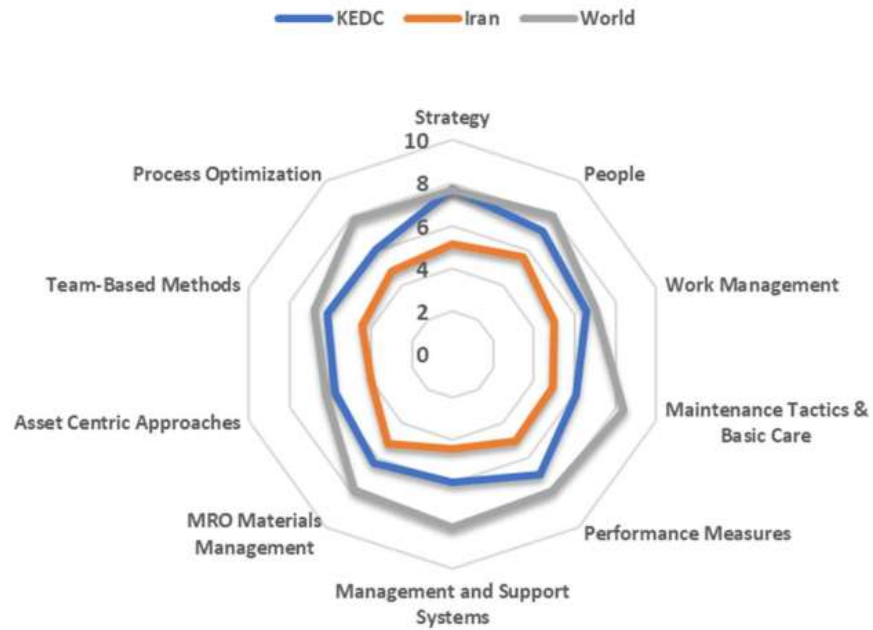 KEDC Iran World
Strategy
10
Process Optimization
People
8
6
Team-Based Methods
Work Management
4
2
0
Asset Centric Approaches
Maintenance Tactics &
Basic Care
MRO Materials
Management
Performance Measures
Management and Support
Systems